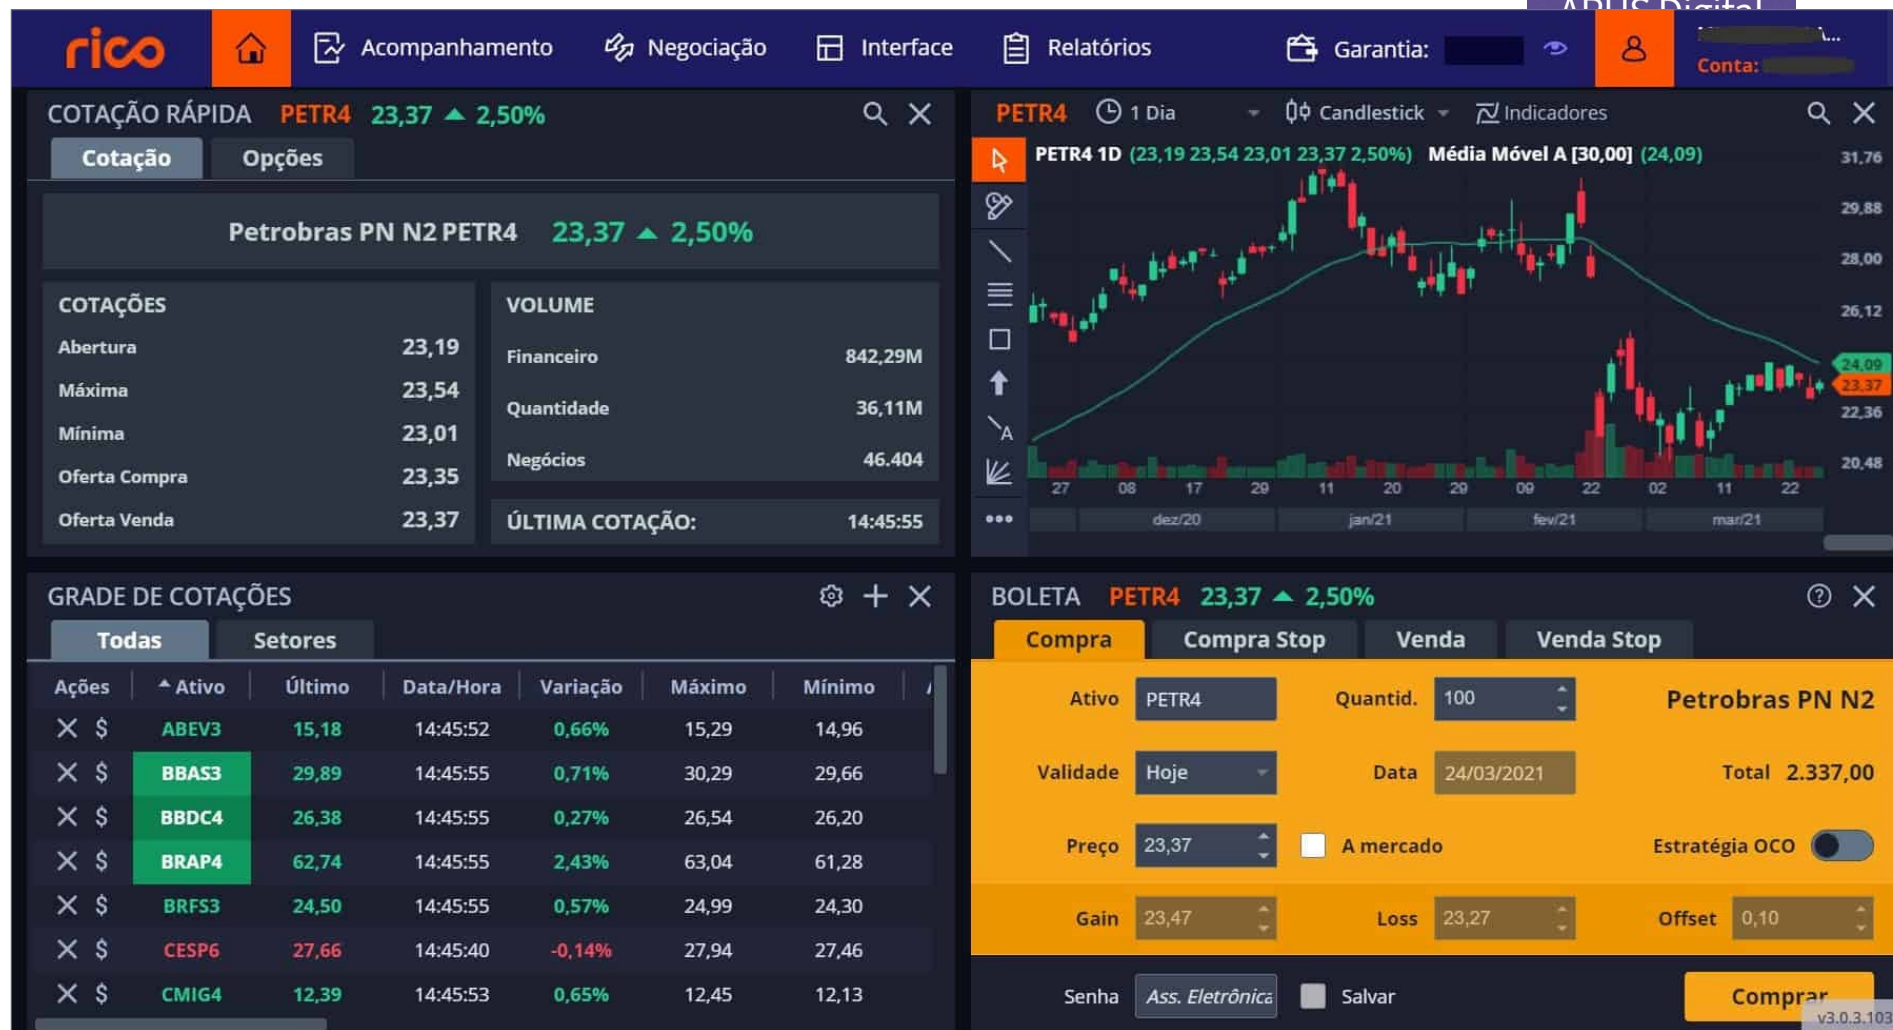 APUS Digital
rico Acompanhamento Negociação Interface Relatórios Garantia:
Conta:
COTAÇÃO RÁPIDA PETR4 23,37 2,50%
Cotação Opções
Petrobras PN N2 PETR4 23,37 2,50%
COTAÇÕES
Abertura 23,19
Máxima 23,54
Mínima 23,01
Oferta Compra 23,35
Oferta Venda 23,37
VOLUME
Financeiro 842,29M
Quantidade 36,11M
Negócios 46.404
ÚLTIMA COTAÇÃO: 14:45:55
PETR4 1 Dia Candlestick Indicadores
PETR4 1D (23,19 23,54 23,01 23,37 2,50%) Média Móvel A [30,00] (24,09)
31,76
29,88
28,00
26,12
24,09
23,37
22,36
20,48
A
27 08 17 29 11 20 29 09 22 02 11 22
dez/20 jan/21 fev/21 mar/21
GRADE DE COTAÇÕES
Todas Setores
Ações Ativo Último Data/Hora Variação Máximo Mínimo
$ ABEV3 15,18 14:45:52 0,66% 15,29 14,96
$ BBAS3 29,89 14:45:55 0,71% 30,29 29,66
$ BBDC4 26,38 14:45:55 0,27% 26,54 26,20
$ BRAP4 62,74 14:45:55 2,43% 63,04 61,28
$ BRFS3 24,50 14:45:55 0,57% 24,99 24,30
$ CESP6 27,66 14:45:40 -0,14% 27,94 27,46
$ CMIG4 12,39 14:45:53 0,65% 12,45 12,13
BOLETA PETR4 23,37 2,50%
Compra Compra Stop Venda Venda Stop
Ativo PETR4 Quantid. 100 Petrobras PN N2
Validade Hoje Data 24/03/2021 Total 2.337,00
Preço 23,37 A mercado Estratégia OCO
Gain 23,47 Loss 23,27 Offset 0,10
Senha Ass. Eletrônica Salvar Comprar
v3.0.3.103